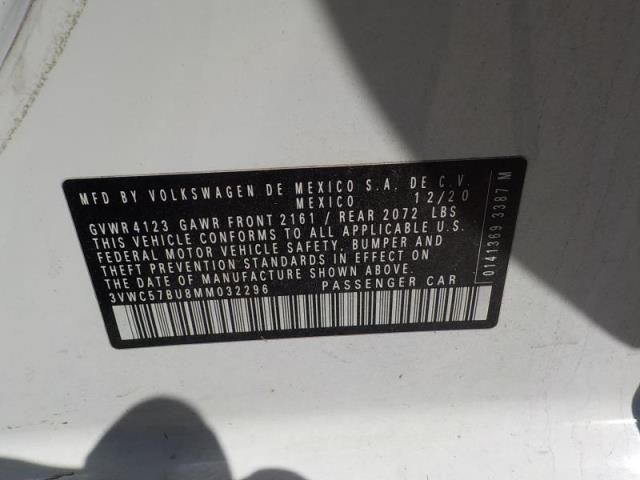 MFD BY VOLKSWAGEN DE MEXICO S.A. DE C.V.
MEXICO 12/20
GVWR 4123 GAWR FRONT 2161 / REAR 2072 LBS
THIS VEHICLE CONFORMS TO ALL APPLICABLE U.S.
FEDERAL MOTOR VEHICLE SAFETY, BUMPER AND
THEFT PREVENTION STANDARDS IN EFFECT ON
THE DATE OF MANUFACTURE SHOWN ABOVE.
3VWC57BU8MM032296 PASSENGER CAR
0141369 3387 M